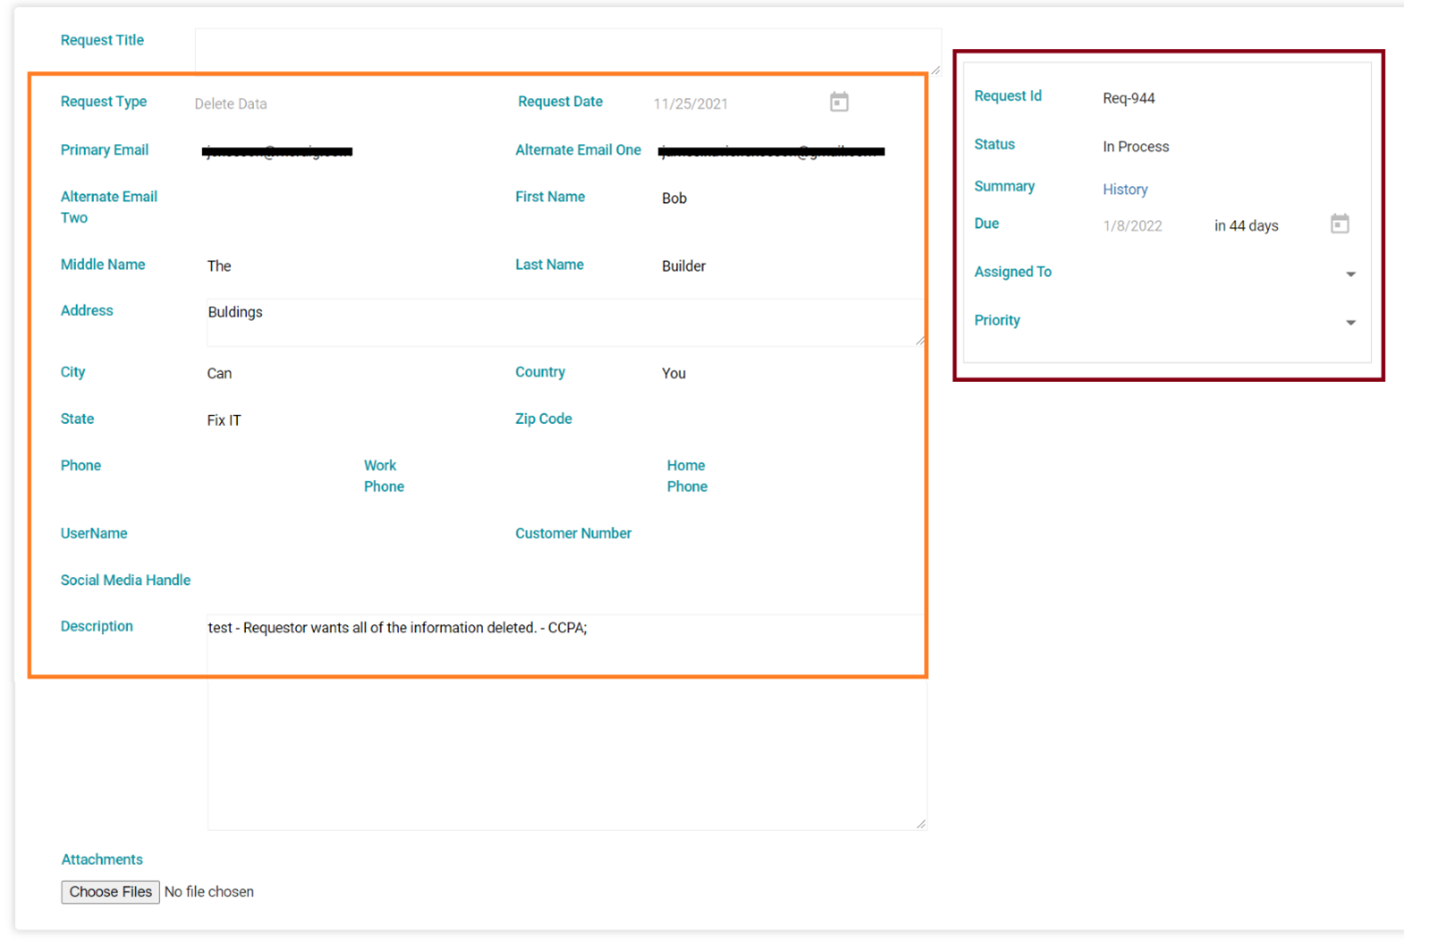 Request Title
Request Type Delete Data Request Date 11/25/2021
Primary Email Alternate Email One
Alternate Email
Two
First Name Bob
Middle Name The Last Name Builder
Address Buldings
City Can Country You
State Fix IT Zip Code
Phone Work
Phone
Home
Phone
UserName Customer Number
Social Media Handle
Description test - Requestor wants all of the information deleted. - CCPA;
Attachments
Choose Files No file chosen
Request Id Req-944
Status In Process
Summary History
Due 1/8/2022 in 44 days
Assigned To
Priority